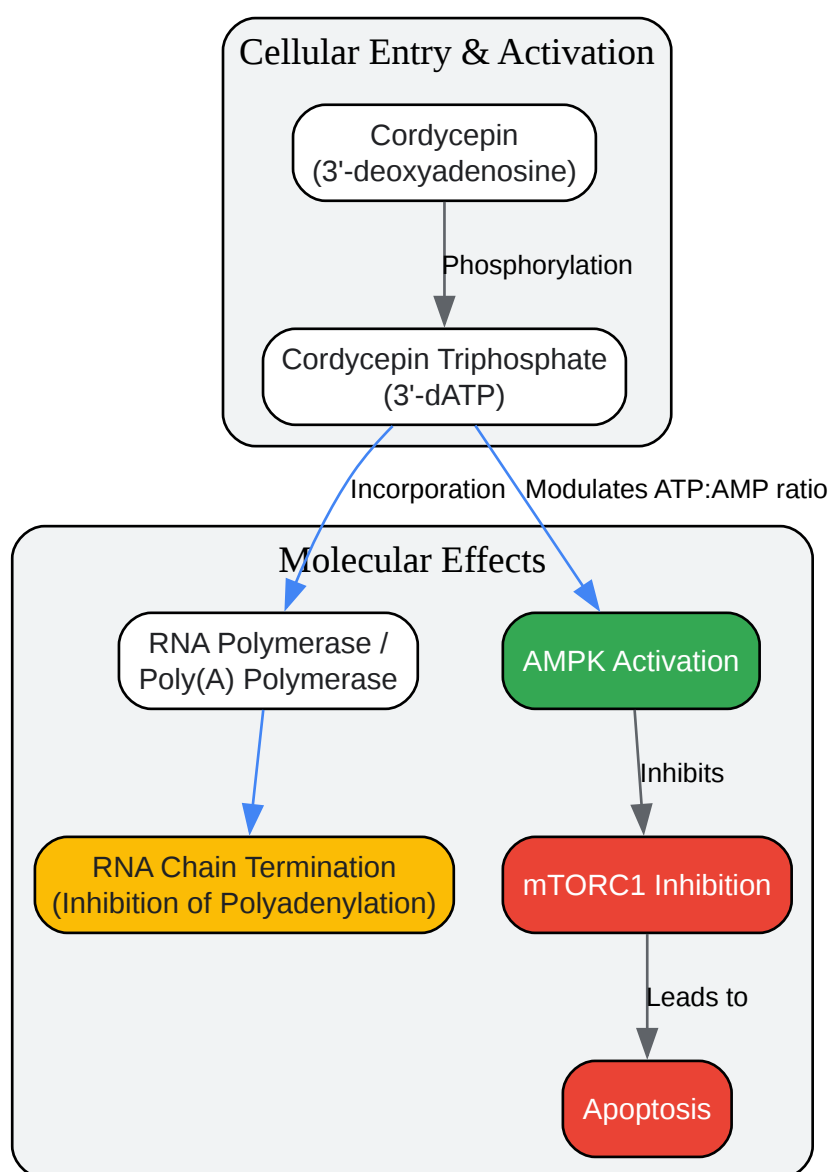 Cellular Entry & Activation
Cordycepin
(3'-deoxyadenosine)
Phosphorylation
Cordycepin Triphosphate
(3'-dATP)
Incorporation
Modulates ATP:AMP ratio
Molecular Effects
RNA Polymerase /
Poly(A) Polymerase
AMPK Activation
Inhibits
RNA Chain Termination
(Inhibition of Polyadenylation)
mTORC1 Inhibition
Leads to
Apoptosis